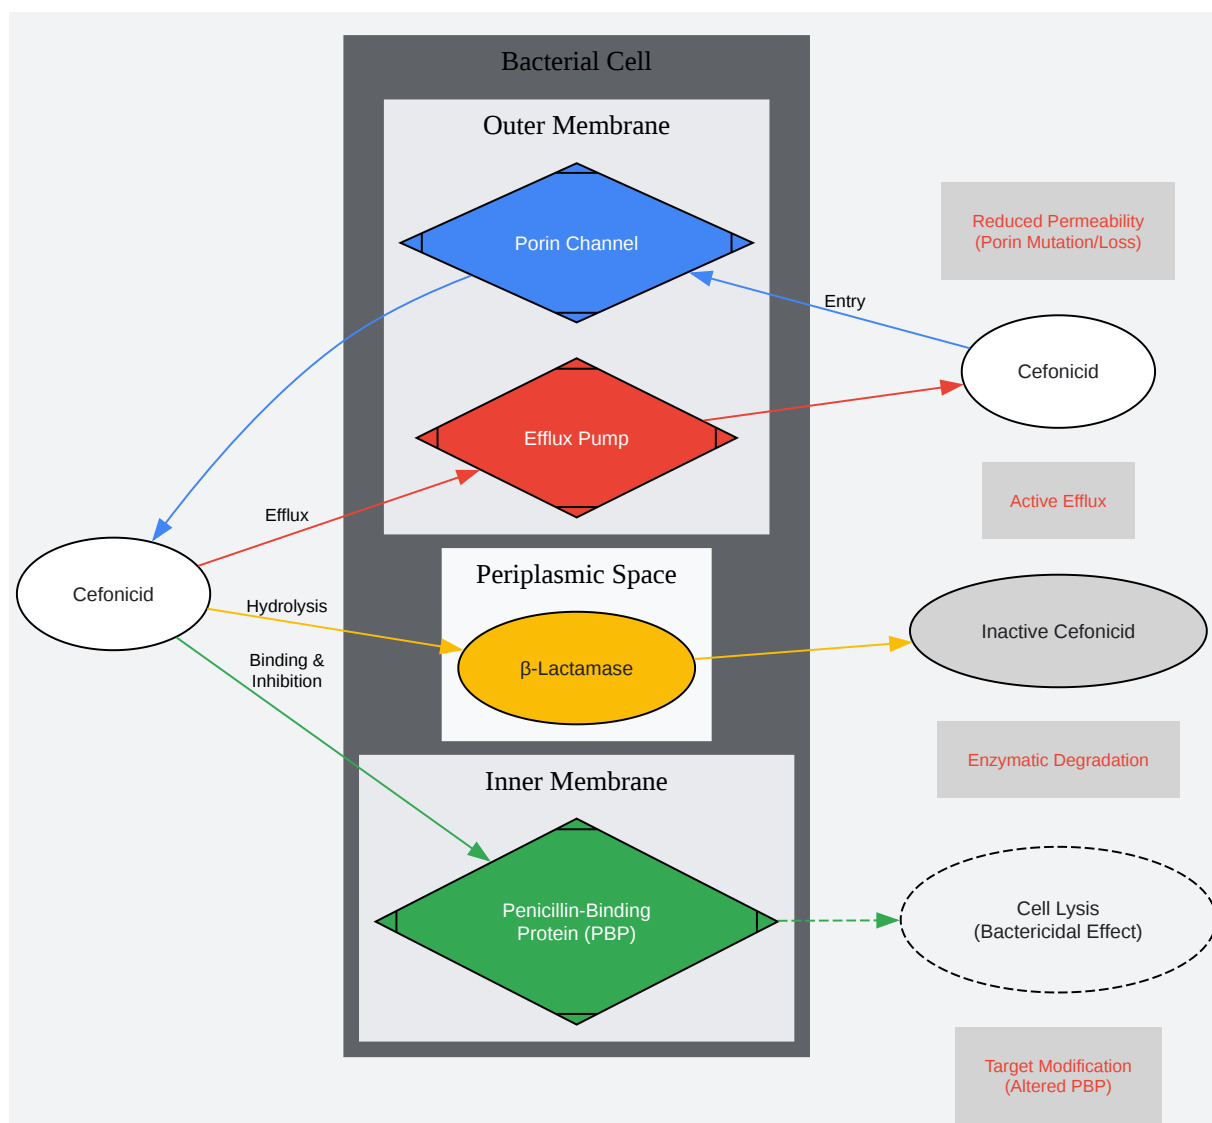 Bacterial Cell
Outer Membrane
Porin Channel
Reduced Permeability
(Porin Mutation/Loss)
Entry
Cefonicid
Efflux Pump
Active Efflux
Efflux
Cefonicid
Periplasmic Space
Hydrolysis
β-Lactamase
Inactive Cefonicid
Binding &
Inhibition
Enzymatic Degradation
Inner Membrane
Penicillin-Binding
Protein (PBP)
Cell Lysis
(Bactericidal Effect)
Target Modification
(Altered PBP)